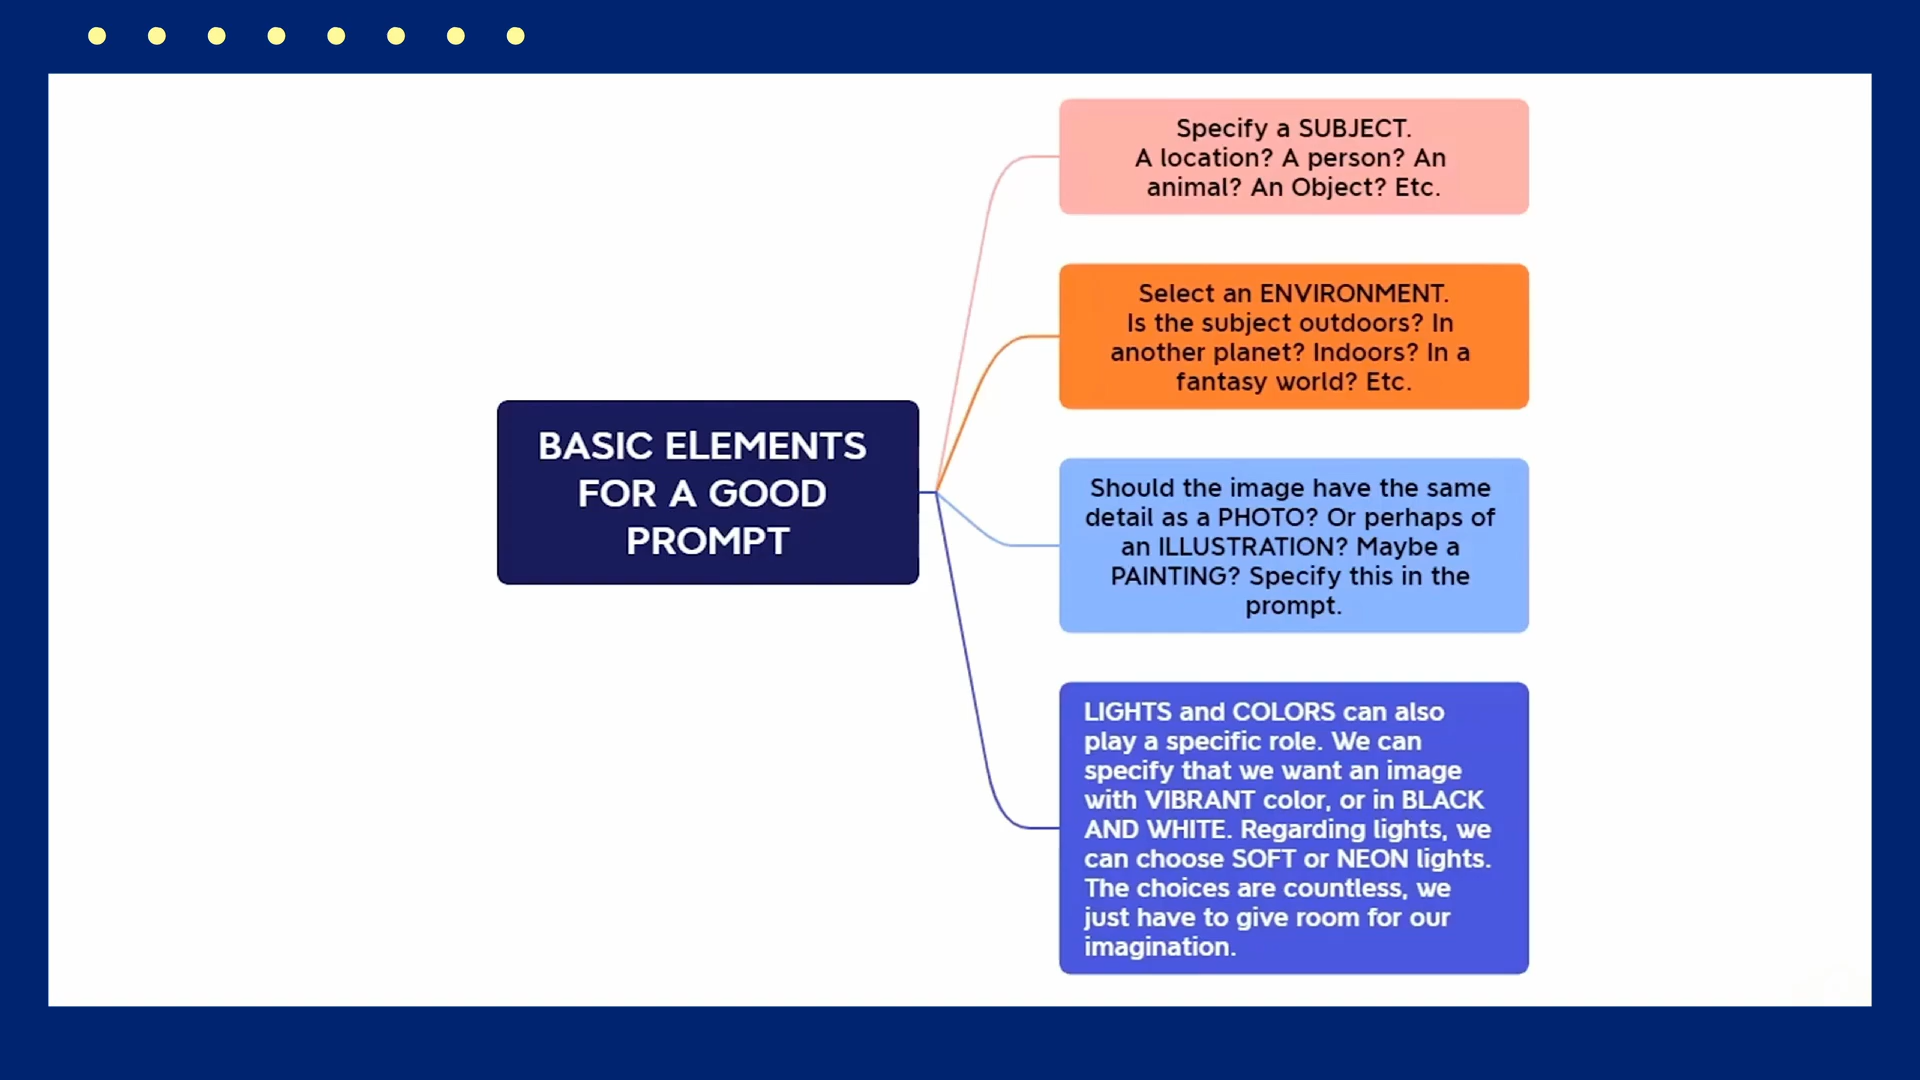 BASIC ELEMENTS
FOR A GOOD
PROMPT
Specify a SUBJECT.
A location? A person? An
animal? An Object? Etc.
Select an ENVIRONMENT.
Is the subject outdoors? In
another planet? Indoors? In a
fantasy world? Etc.
Should the image have the same
detail as a PHOTO? Or perhaps of
an ILLUSTRATION? Maybe a
PAINTING? Specify this in the
prompt.
LIGHTS and COLORS can also
play a specific role. We can
specify that we want an image
with VIBRANT color, or in BLACK
AND WHITE. Regarding lights, we
can choose SOFT or NEON lights.
The choices are countless, we
just have to give room for our
imagination.